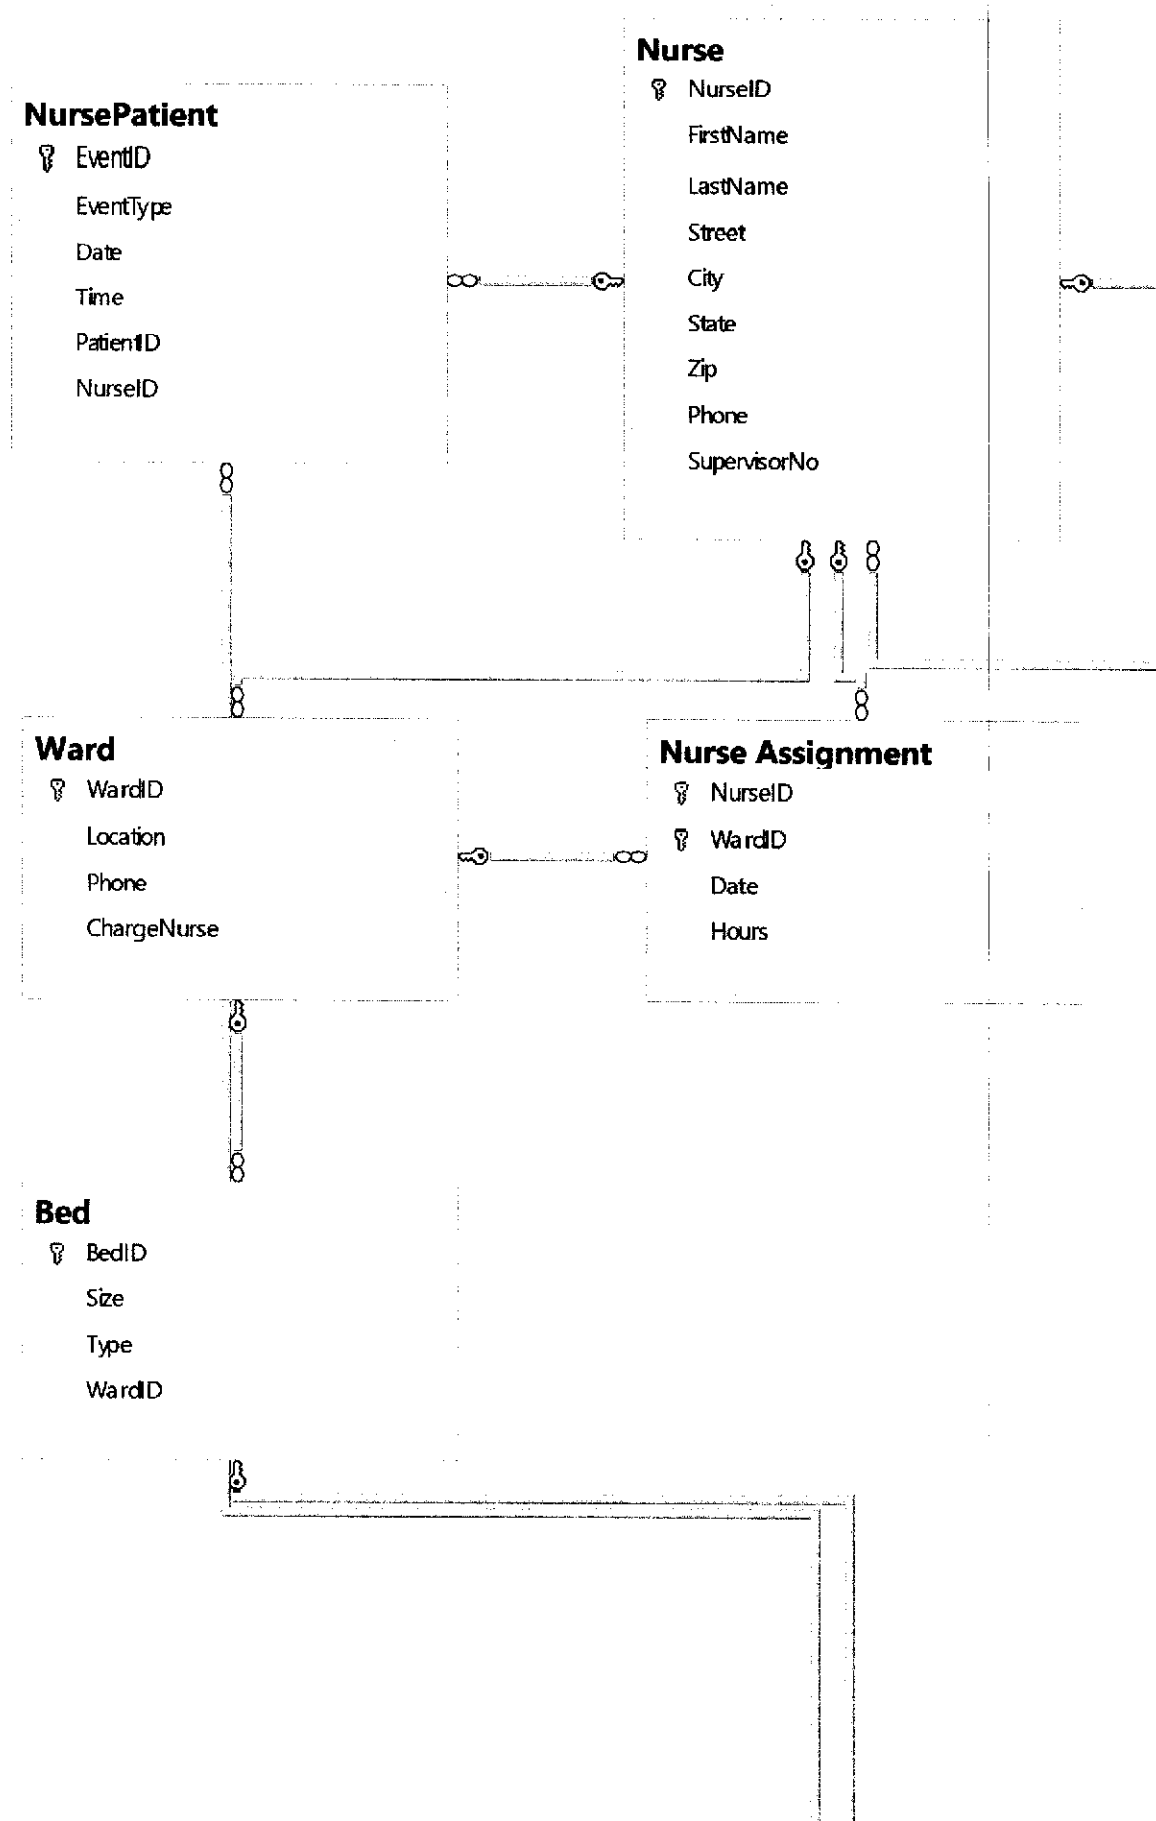 NursePatient
EventID
EventType
Date
Time
PatientID
NurseID
Nurse
NurseID
FirstName
LastName
Street
City
State
Zip
Phone
SupervisorNo
Ward
WardID
Location
Phone
ChargeNurse
Nurse Assignment
NurseID
WardID
Date
Hours
Bed
BedID
Size
Type
WardID